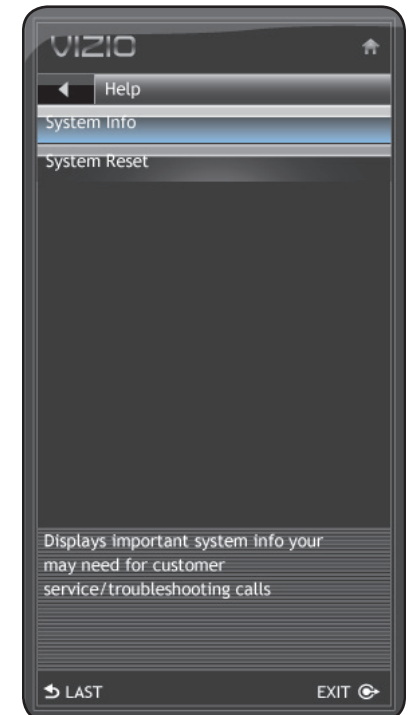 VIZIO
Help
System Info
System Reset
Displays important system info your
may need for customer
service/troubleshooting calls
LAST EXIT